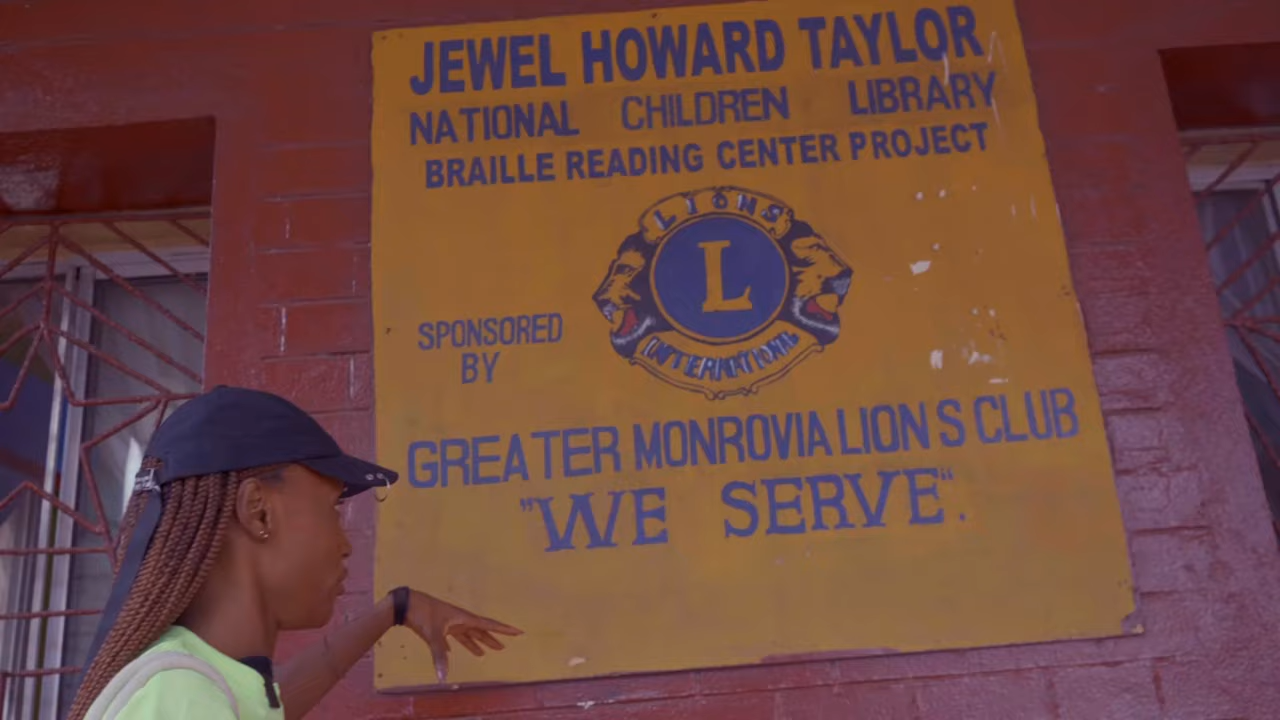 JEWEL HOWARD TAYLOR
NATIONAL CHILDREN LIBRARY
BRAILLE READING CENTER PROJECT
LIONS
L
INTERNATIONAL
SPONSORED
BY
GREATER MONROVIA LION S CLUB
"WE SERVE".